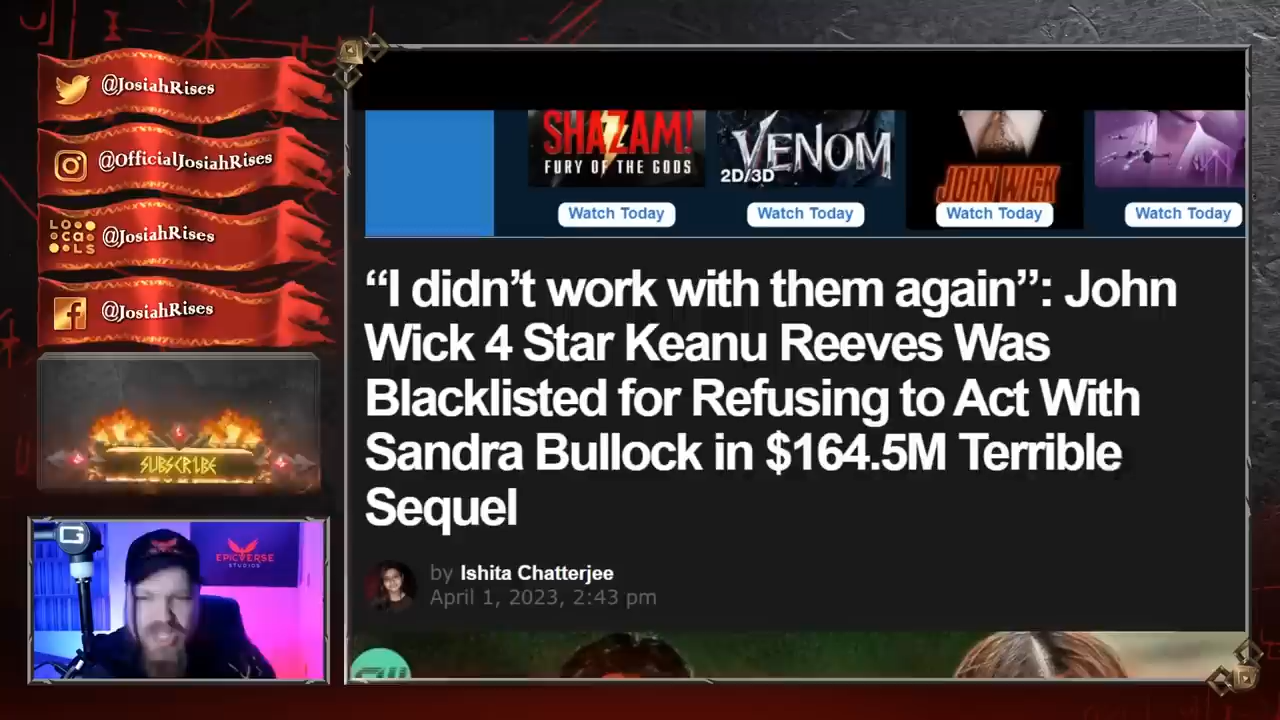 @JosiahRises
@OfficialJosiahRises
LOcaLS
@JosiahRises
@JosiahRises
SUBSCRIBE
EPICVERSE
STUDIOS
SHAZAM!
FURY OF THE GODS
Watch Today
VENOM
2D/3D
Watch Today
JOHN WICK
Watch Today
Watch Today
“I didn’t work with them again”: John
Wick 4 Star Keanu Reeves Was
Blacklisted for Refusing to Act With
Sandra Bullock in $164.5M Terrible
Sequel
by Ishita Chatterjee
April 1, 2023, 2:43 pm